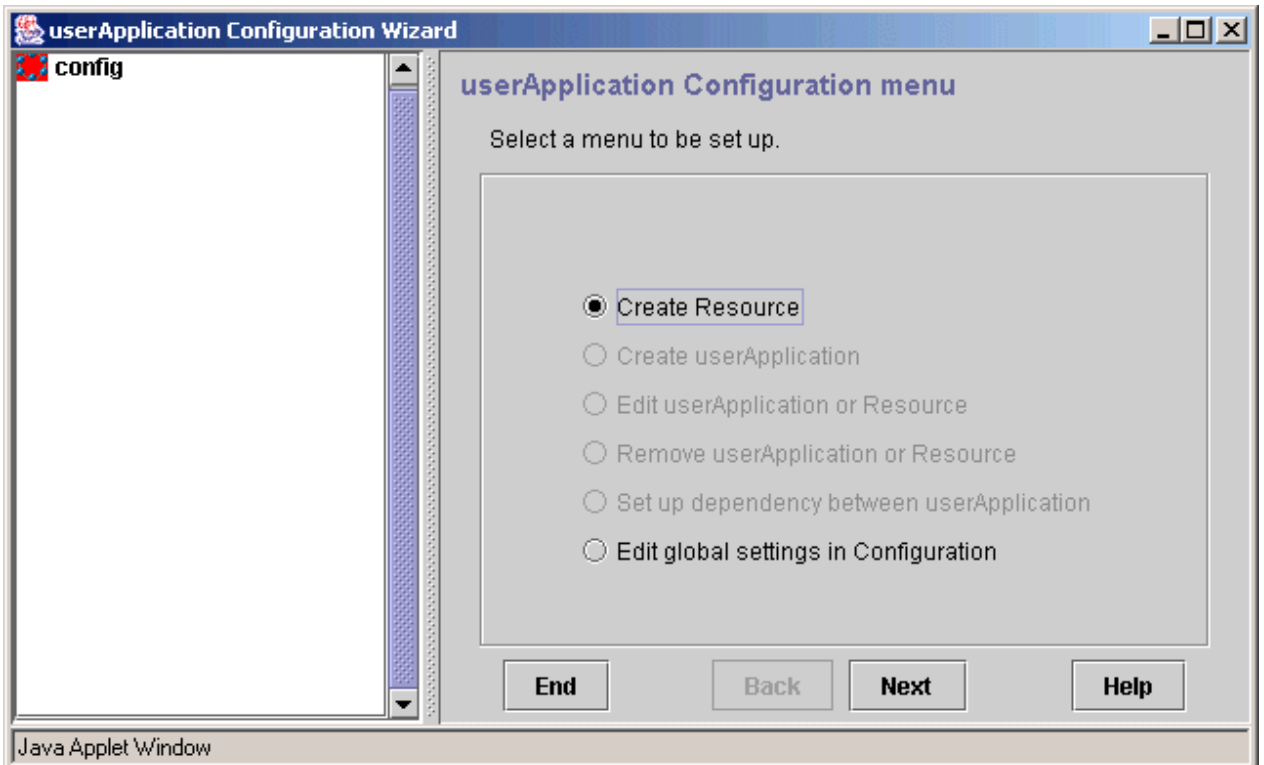 userApplication Configuration Wizard
config
userApplication Configuration menu
Select a menu to be set up.
Create Resource
Create userApplication
Edit userApplication or Resource
Remove userApplication or Resource
Set up dependency between userApplication
Edit global settings in Configuration
End Back Next Help
Java Applet Window